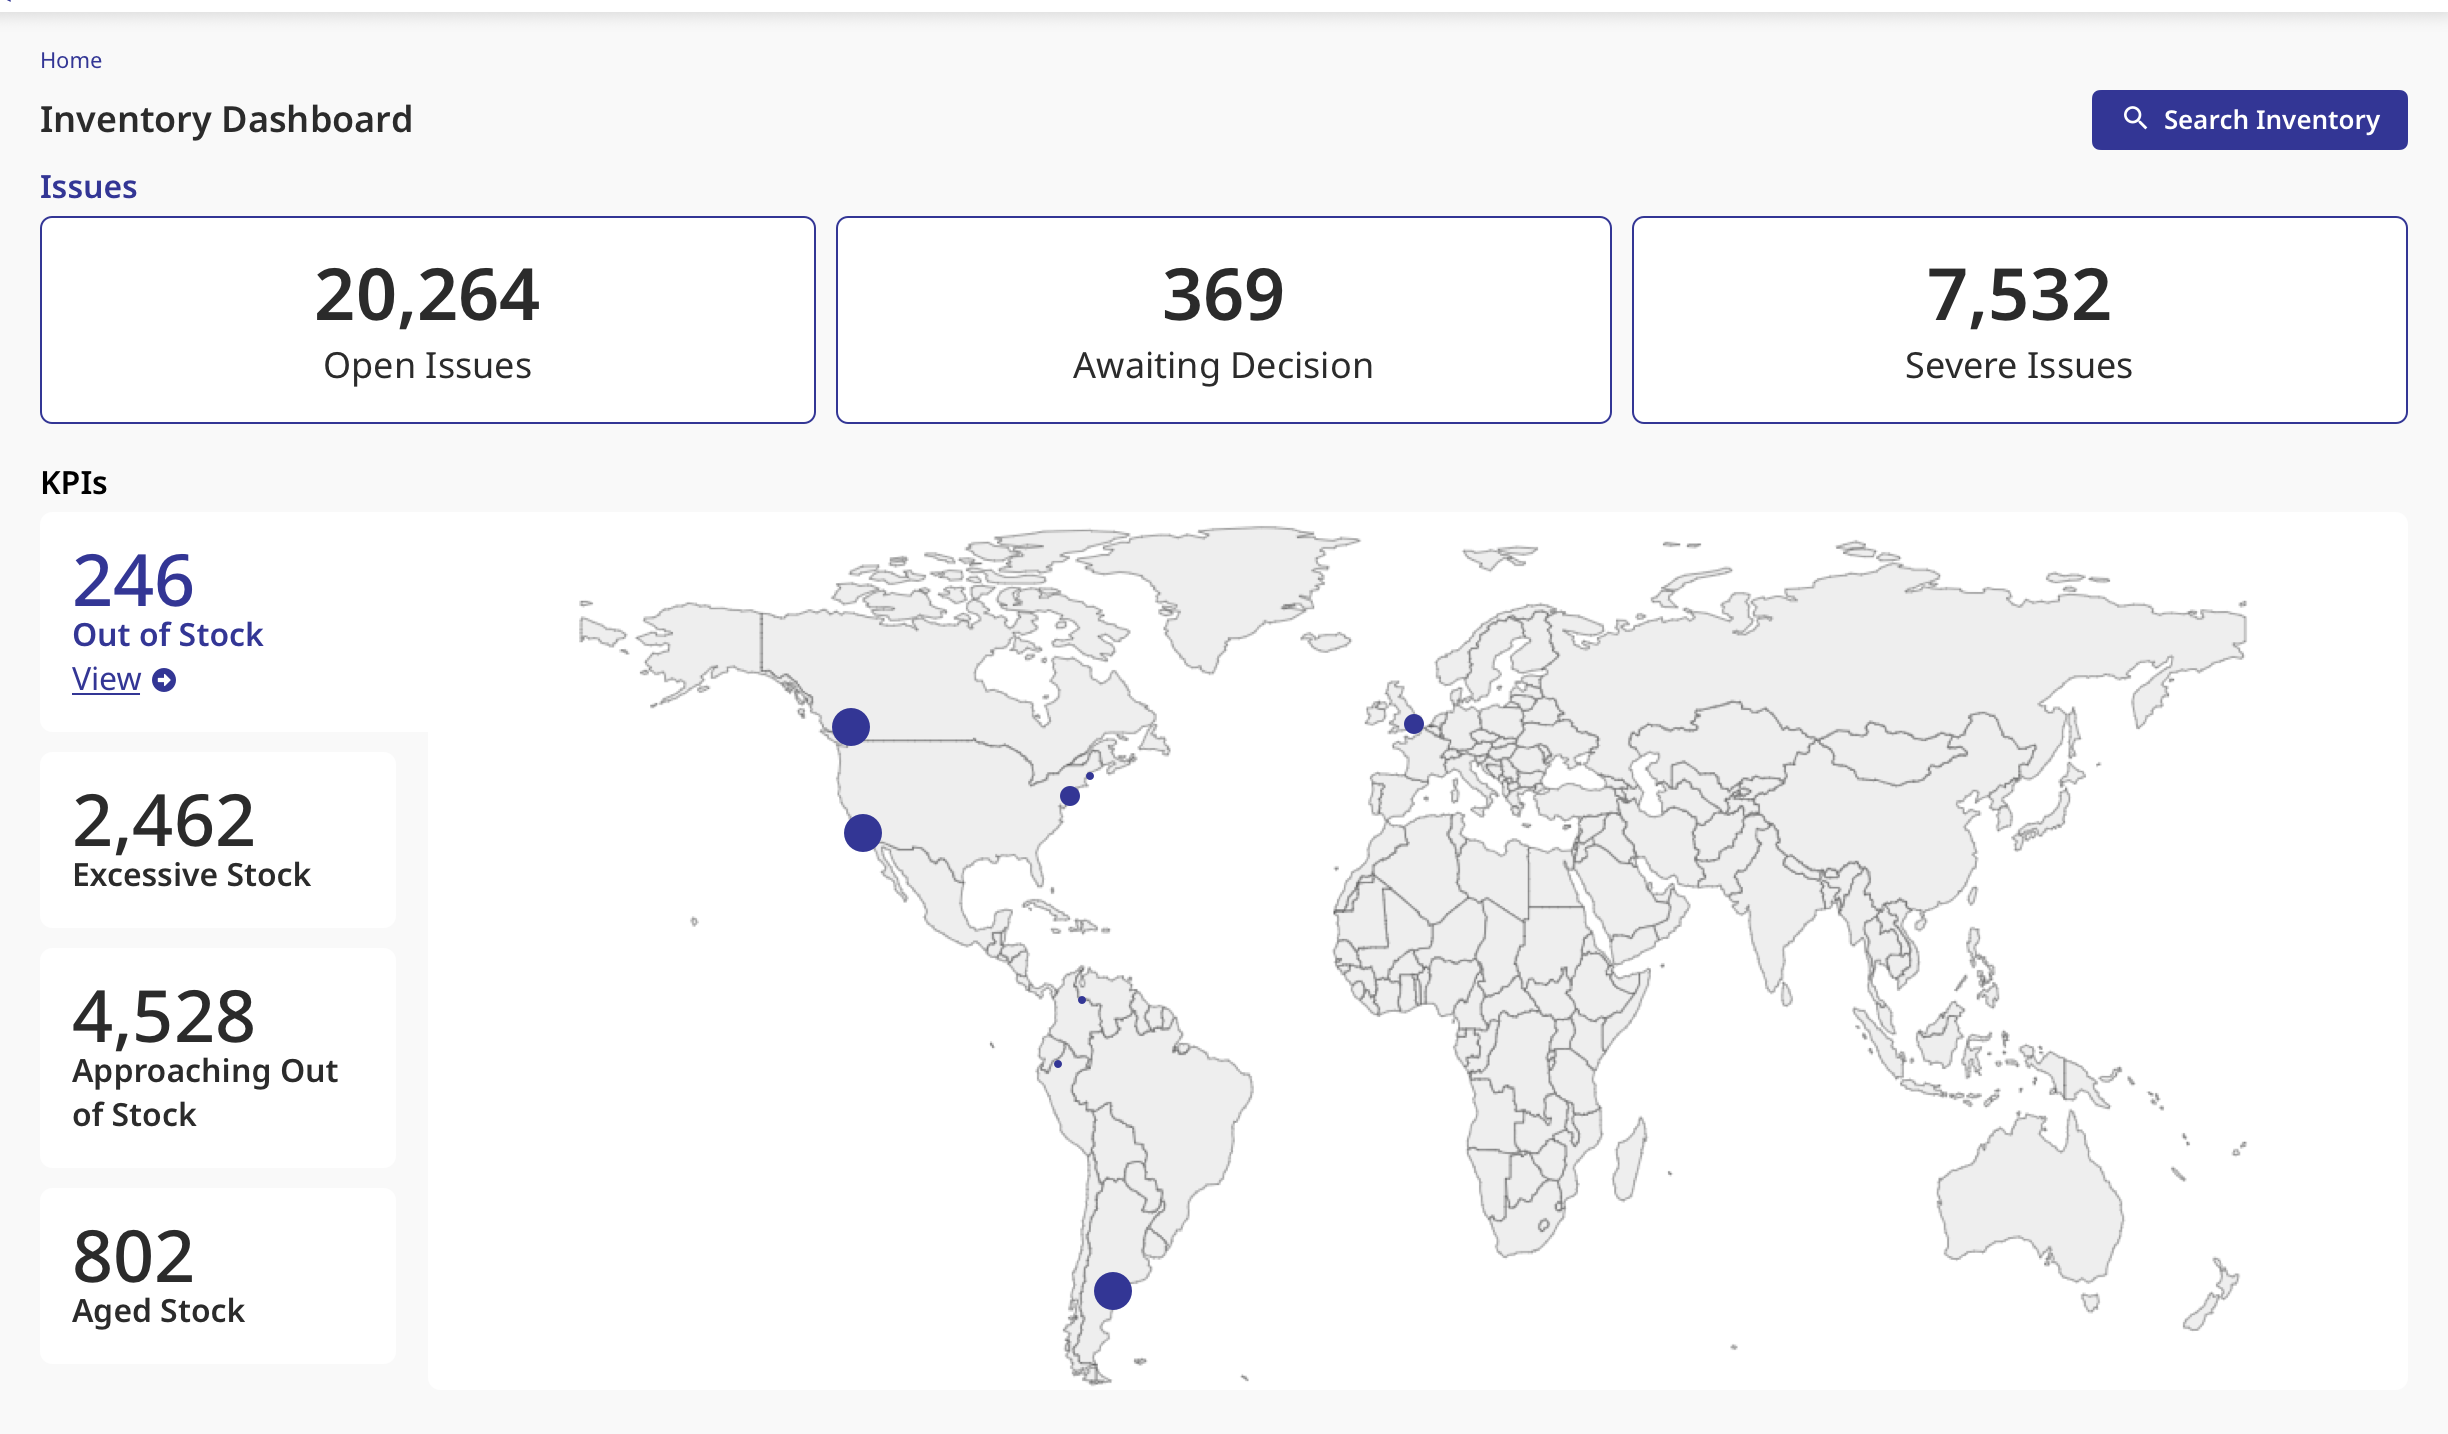 Home
Inventory Dashboard
Search Inventory
Issues
20,264
Open Issues
369
Awaiting Decision
7,532
Severe Issues
KPIs
246
Out of Stock
View
2,462
Excessive Stock
4,528
Approaching Out
of Stock
802
Aged Stock